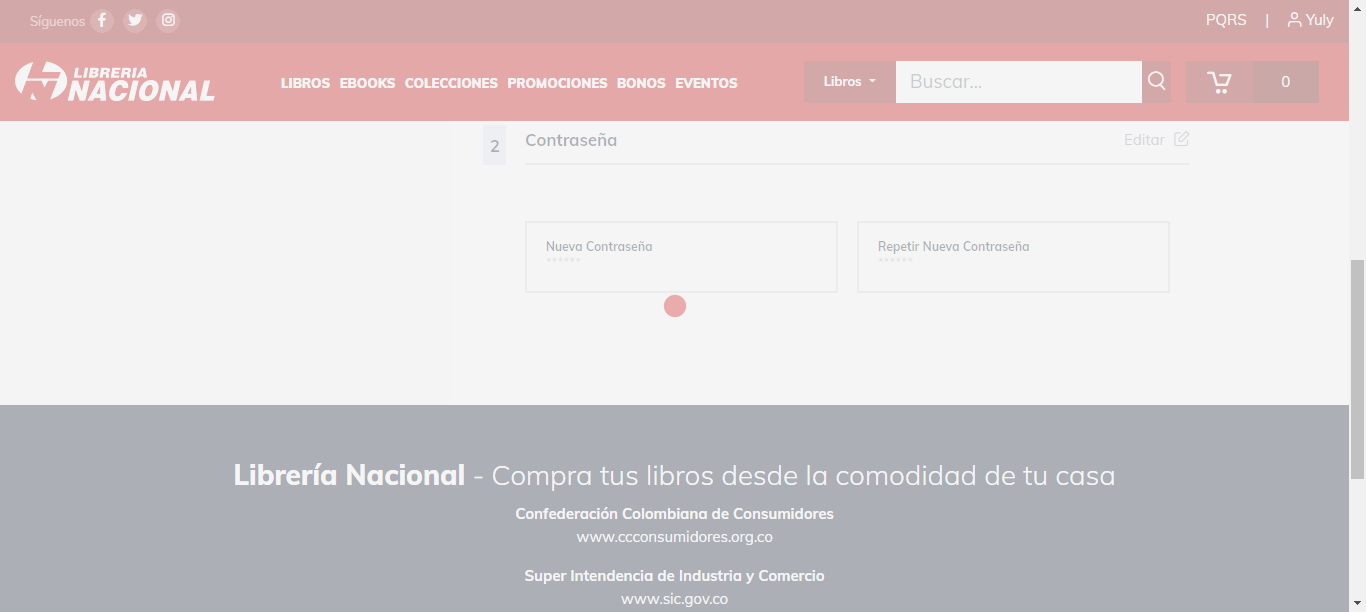 Síguenos
PQRS | Yuly
LIBRERIA
NACIONAL
LIBROS EBOOKS COLECCIONES PROMOCIONES BONOS EVENTOS
Libros Buscar... 0
2 Contraseña Editar
Nueva Contraseña
******
Repetir Nueva Contraseña
******
Librería Nacional - Compra tus libros desde la comodidad de tu casa
Confederación Colombiana de Consumidores
www.ccconsumidores.org.co
Super Intendencia de Industria y Comercio
www.sic.gov.co